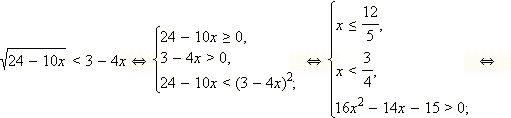 √24 − 10x < 3 − 4x ⇔ { 24 − 10x ≥ 0, 3 − 4x > 0, 24 − 10x < (3 − 4x)²; ⇔ { x ≤ 12/5, x < 3/4, 16x² − 14x − 15 > 0; ⇔